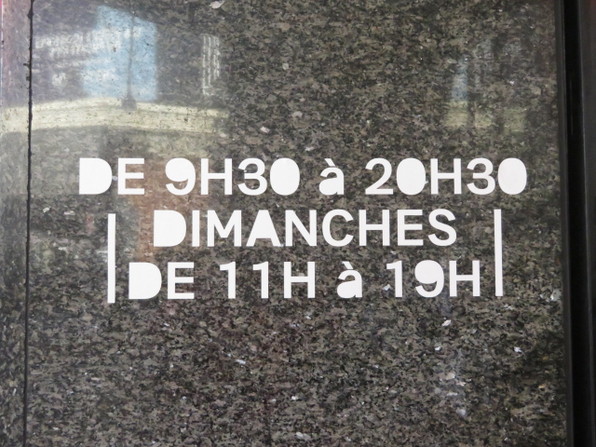 DE 9H30 à 20H30
DIMANCHES
DE 11H à 19H